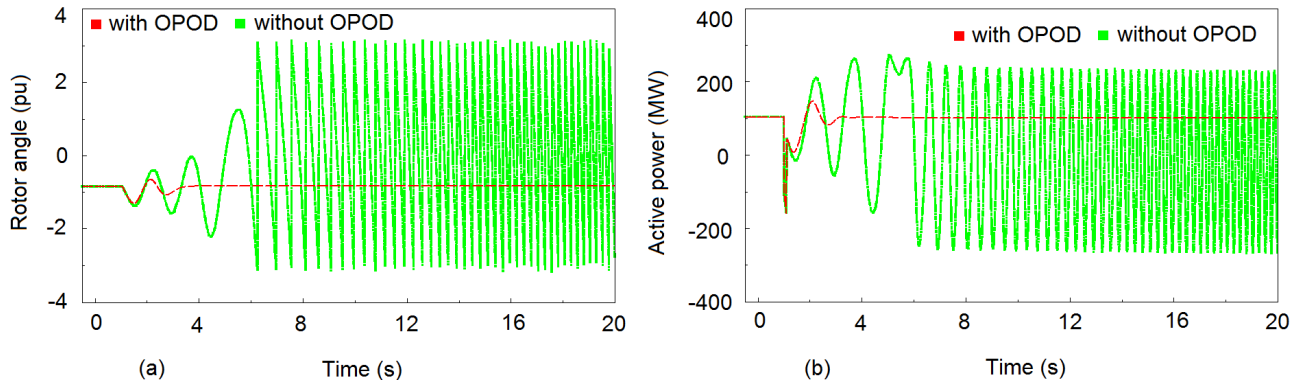 4
with OPOD without OPOD
2
0
-2
-4
Rotor angle (pu)
0 4 8 12 16 20
(a) Time (s)
400
with OPOD without OPOD
200
0
-200
-400
Active power (MW)
0 4 8 12 16 20
(b) Time (s)